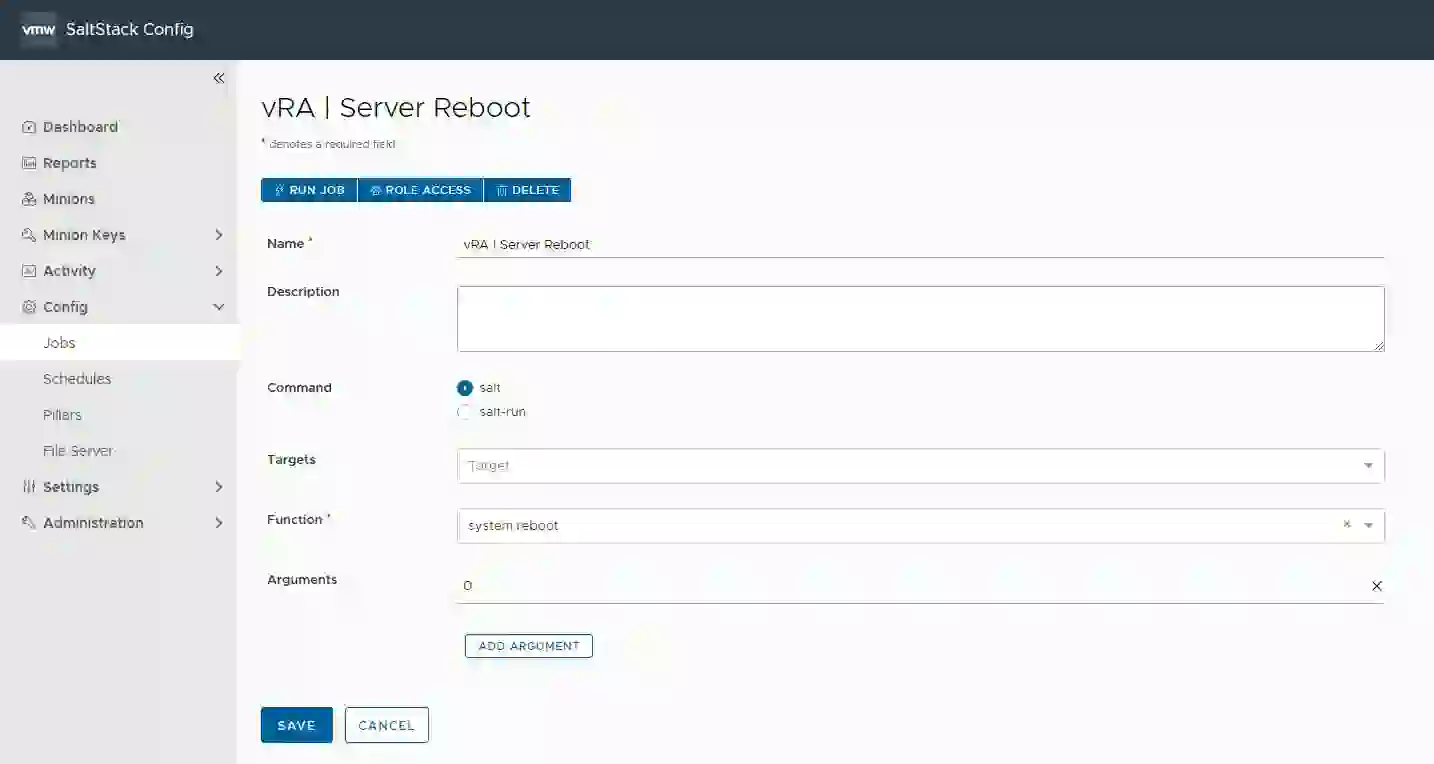 vmw SaltStack Config
Dashboard
Reports
Minions
Minion Keys
Activity
Config
Jobs
Schedules
Pillars
File Server
Settings
Administration
vRA | Server Reboot
* denotes a required field
RUN JOB ROLE ACCESS DELETE
Name * vRA | Server Reboot
Description
Command salt
salt-run
Targets Target
Function * system.reboot
Arguments 0
ADD ARGUMENT
SAVE CANCEL